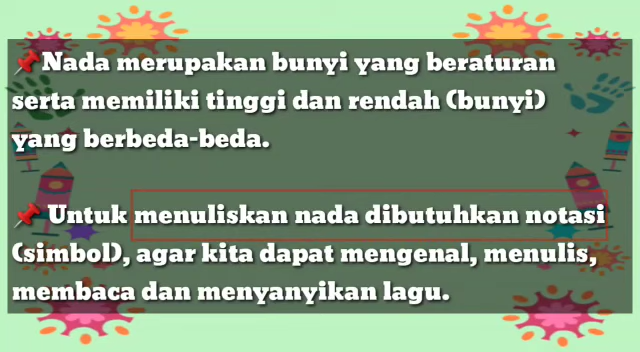 📌Nada merupakan bunyi yang beraturan
serta memiliki tinggi dan rendah (bunyi)
yang berbeda-beda.
📌 Untuk menuliskan nada dibutuhkan notasi
(simbol), agar kita dapat mengenal, menulis,
membaca dan menyanyikan lagu.